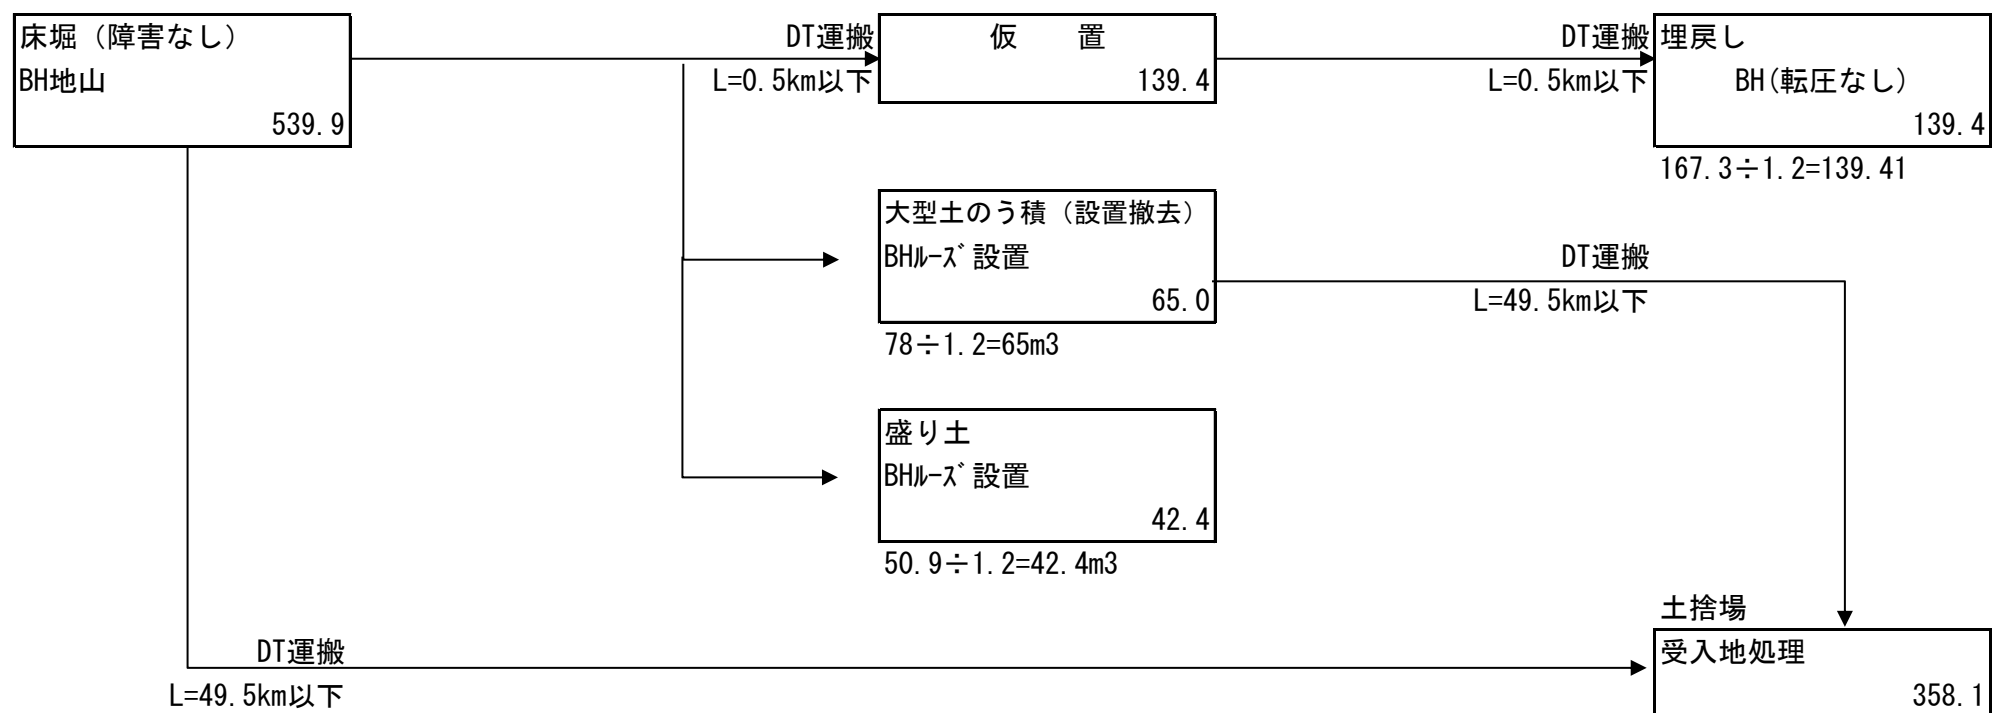 床堀（障害なし）
BH地山
539.9
DT運搬
L=0.5km以下
仮　　置
139.4
DT運搬
L=0.5km以下
埋戻し
BH(転圧なし)
139.4
167.3÷1.2=139.41
大型土のう積（設置撤去）
BHﾙｰｽﾞ設置
65.0
78÷1.2=65m3
DT運搬
L=49.5km以下
盛り土
BHﾙｰｽﾞ設置
42.4
50.9÷1.2=42.4m3
DT運搬
L=49.5km以下
土捨場
受入地処理
358.1